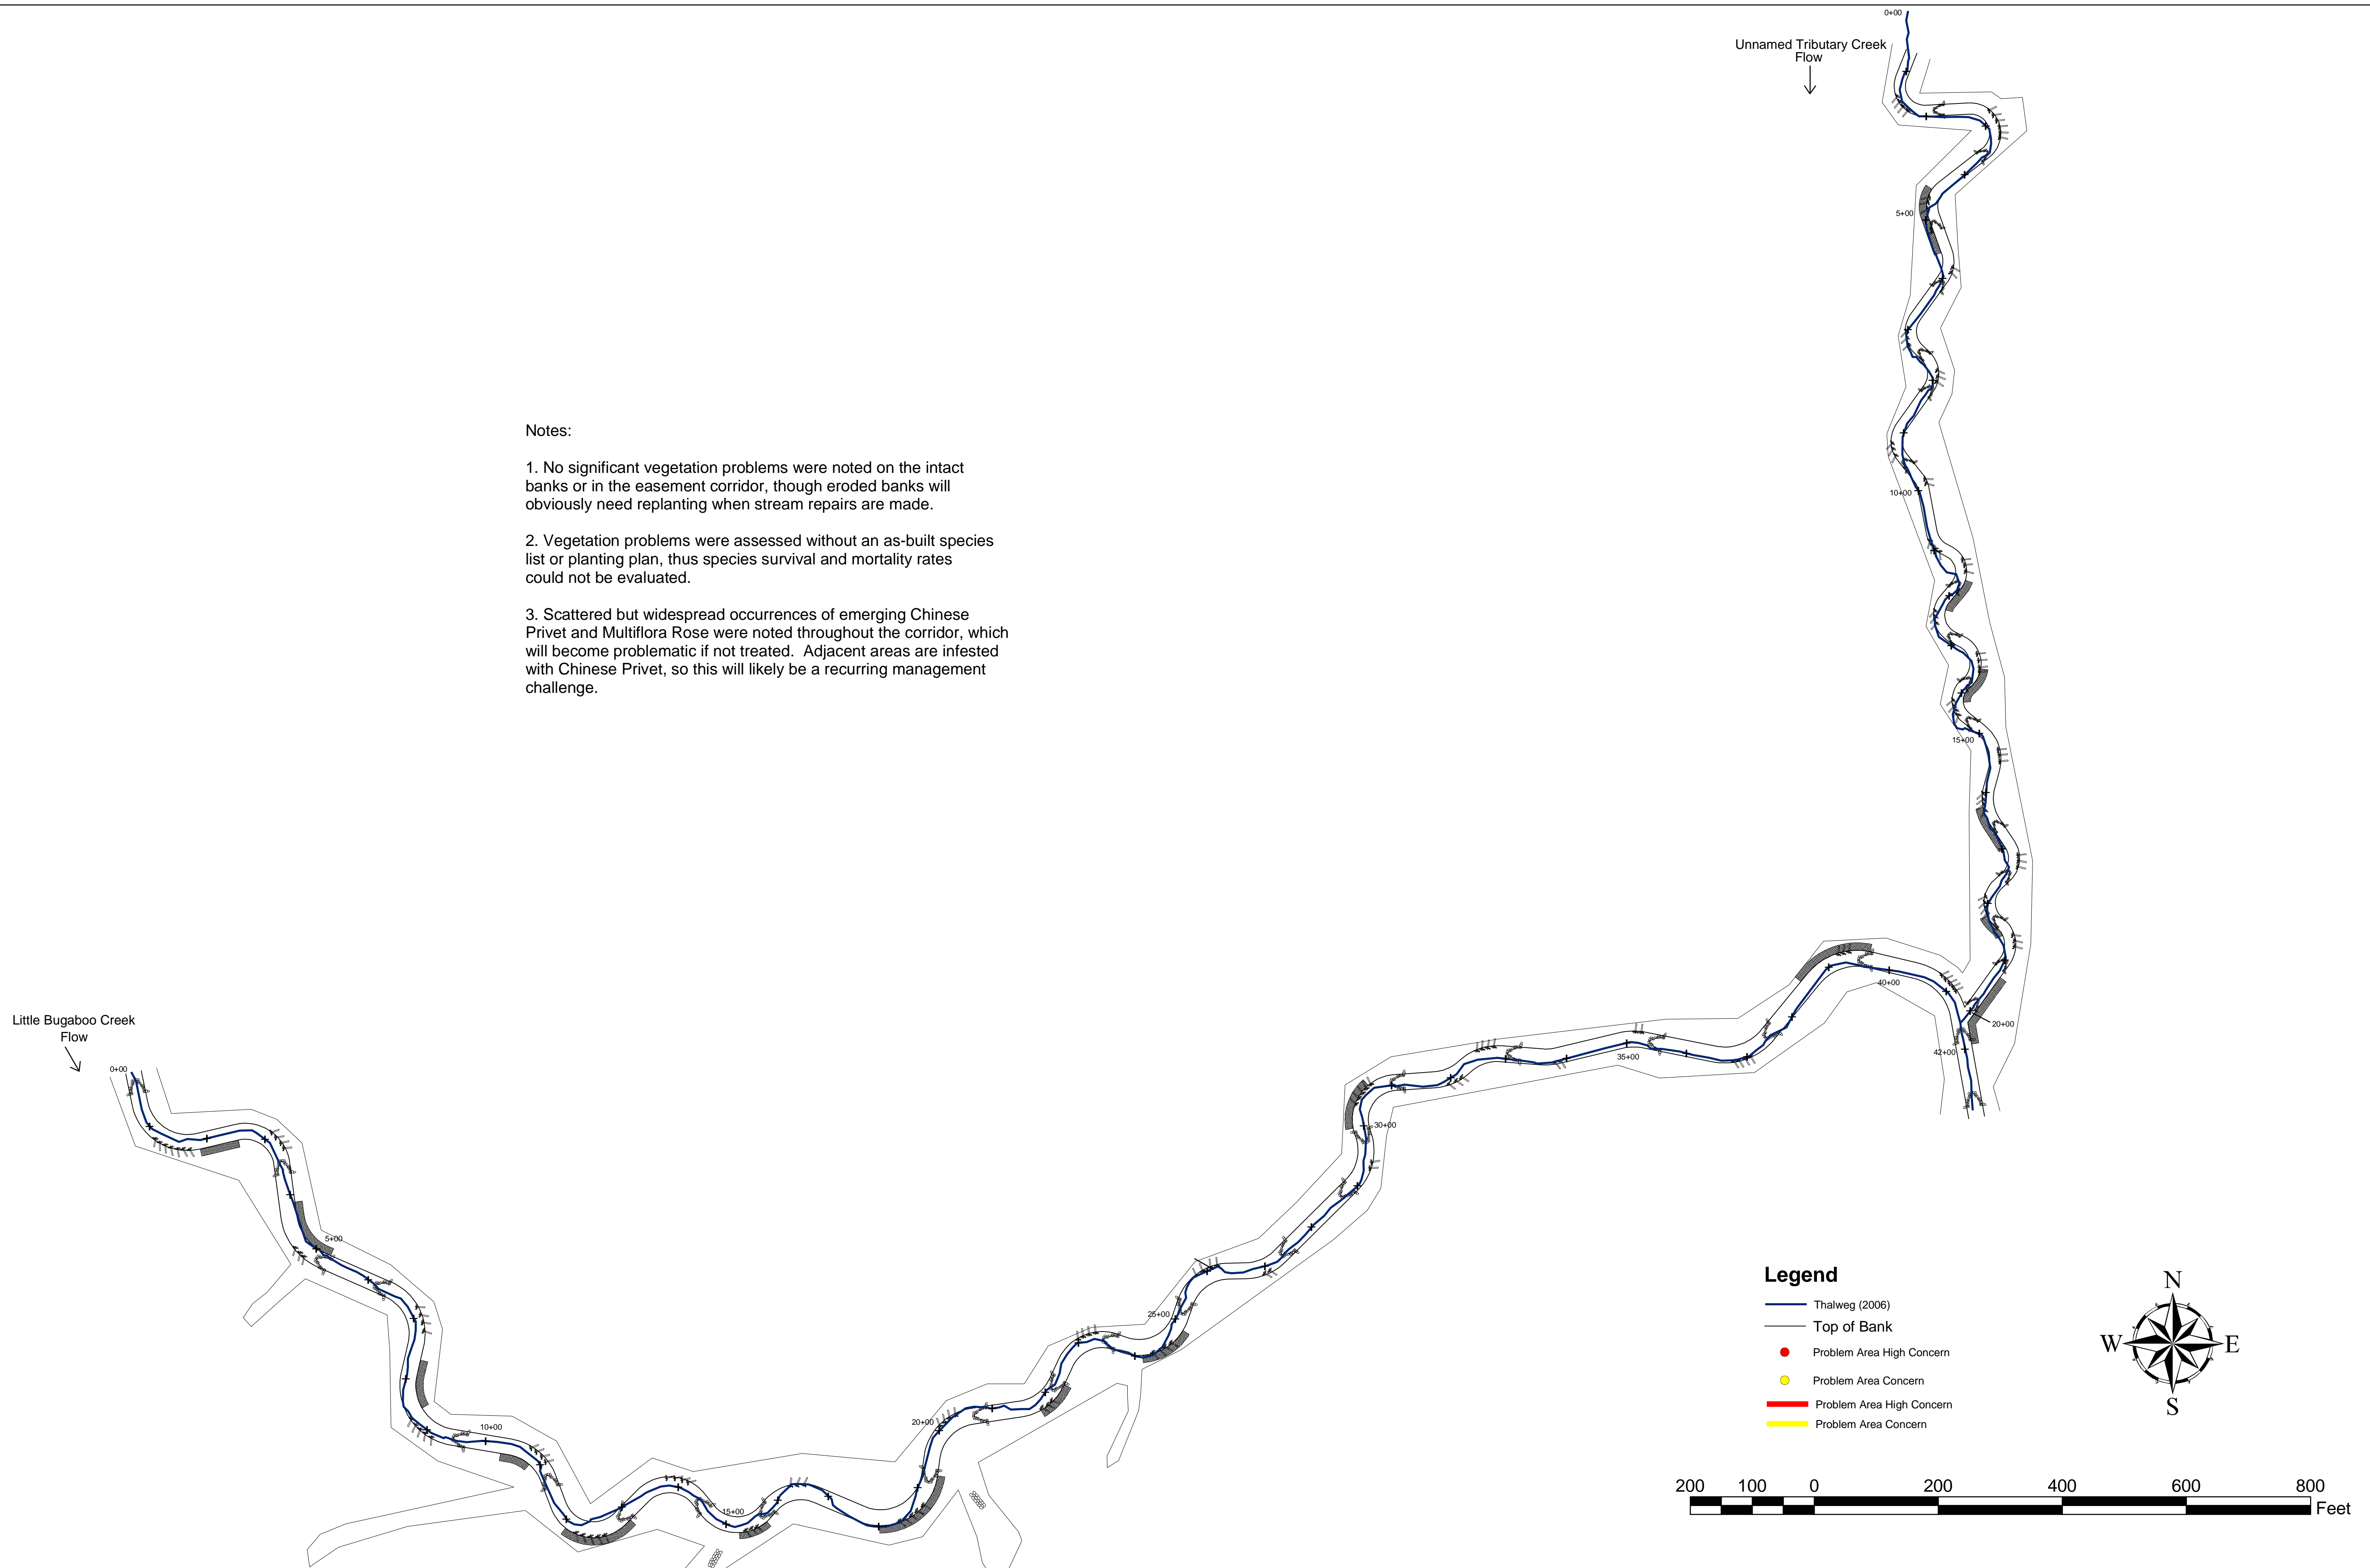 0+00
Unnamed Tributary Creek
Flow
5+00
10+00
15+00
20+00
Notes:
1. No significant vegetation problems were noted on the intact
banks or in the easement corridor, though eroded banks will
obviously need replanting when stream repairs are made.
2. Vegetation problems were assessed without an as-built species
list or planting plan, thus species survival and mortality rates
could not be evaluated.
3. Scattered but widespread occurrences of emerging Chinese
Privet and Multiflora Rose were noted throughout the corridor, which
will become problematic if not treated.  Adjacent areas are infested
with Chinese Privet, so this will likely be a recurring management
challenge.
Little Bugaboo Creek
Flow
0+00
5+00
10+00
15+00
20+00
25+00
30+00
35+00
40+00
42+00
Legend
Thalweg (2006)
Top of Bank
Problem Area High Concern
Problem Area Concern
Problem Area High Concern
Problem Area Concern
N
W E
S
200 100 0 200 400 600 800
Feet